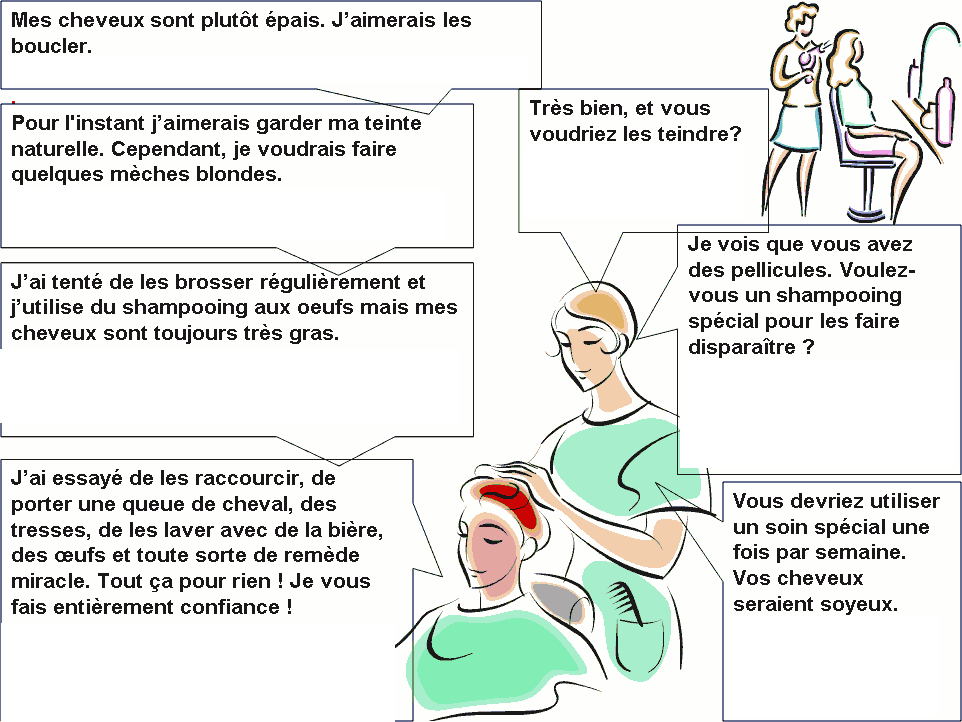 Mes cheveux sont plutôt épais. J’aimerais les
boucler.
Très bien, et vous
voudriez les teindre?
Pour l'instant j’aimerais garder ma teinte
naturelle. Cependant, je voudrais faire
quelques mèches blondes.
Je vois que vous avez
des pellicules. Voulez-
vous un shampooing
spécial pour les faire
disparaître ?
J’ai tenté de les brosser régulièrement et
j’utilise du shampooing aux oeufs mais mes
cheveux sont toujours très gras.
Vous devriez utiliser
un soin spécial une
fois par semaine.
Vos cheveux
seraient soyeux.
J’ai essayé de les raccourcir, de
porter une queue de cheval, des
tresses, de les laver avec de la bière,
des œufs et toute sorte de remède
miracle. Tout ça pour rien ! Je vous
fais entièrement confiance !